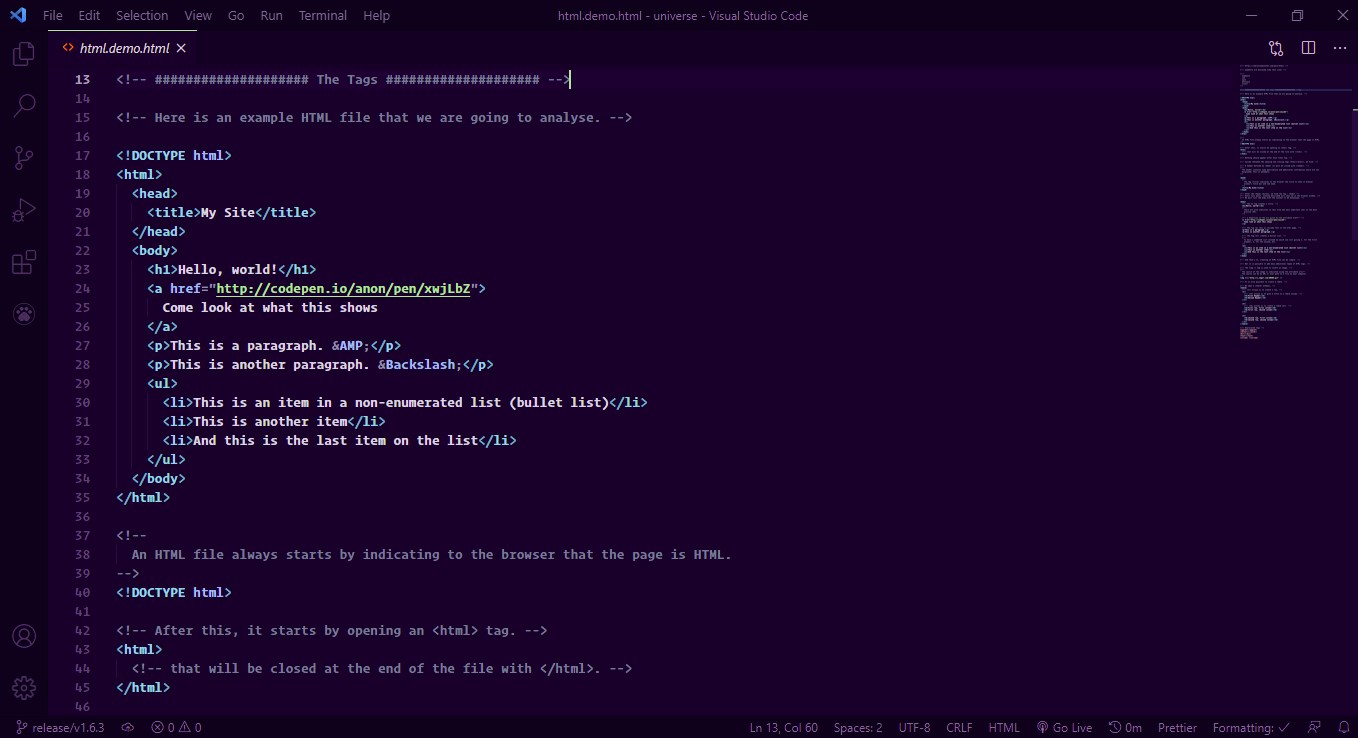 File Edit Selection View Go Run Terminal Help
html.demo.html - universe - Visual Studio Code
html.demo.html
13 <!-- #################### The Tags #################### -->
14
15 <!-- Here is an example HTML file that we are going to analyse. -->
16
17 <!DOCTYPE html>
18 <html>
19   <head>
20     <title>My Site</title>
21   </head>
22   <body>
23     <h1>Hello, world!</h1>
24     <a href="http://codepen.io/anon/pen/xwjLbZ">
25       Come look at what this shows
26     </a>
27     <p>This is a paragraph. &AMP;</p>
28     <p>This is another paragraph. &Backslash;</p>
29     <ul>
30       <li>This is an item in a non-enumerated list (bullet list)</li>
31       <li>This is another item</li>
32       <li>And this is the last item on the list</li>
33     </ul>
34   </body>
35 </html>
36
37 <!--
38   An HTML file always starts by indicating to the browser that the page is HTML.
39 -->
40 <!DOCTYPE html>
41
42 <!-- After this, it starts by opening an <html> tag. -->
43 <html>
44   <!-- that will be closed at the end of the file with </html>. -->
45 </html>
46
release/v1.6.3 0 0 Ln 13, Col 60 Spaces: 2 UTF-8 CRLF HTML Go Live 0m Prettier Formatting: ✓